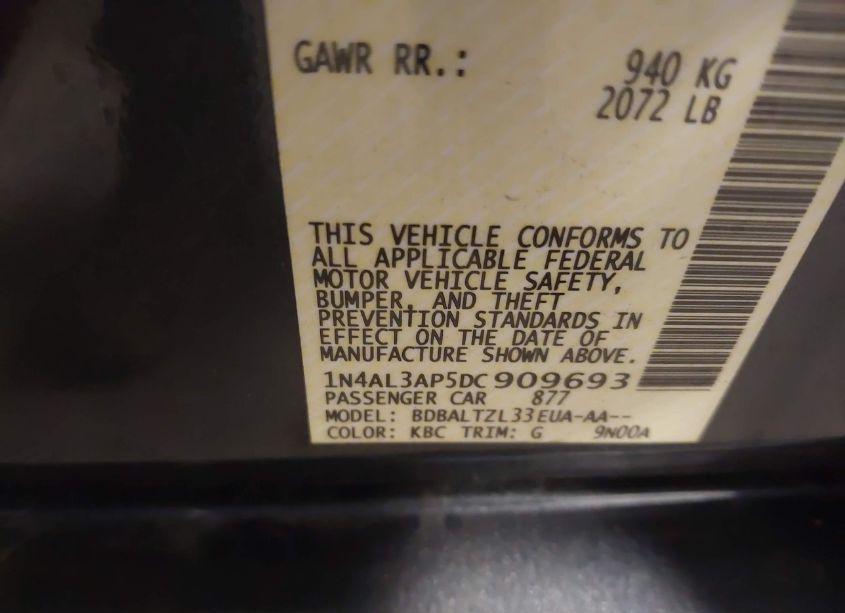 GAWR RR.: 940 KG
2072 LB
THIS VEHICLE CONFORMS TO
ALL APPLICABLE FEDERAL
MOTOR VEHICLE SAFETY,
BUMPER, AND THEFT
PREVENTION STANDARDS IN
EFFECT ON THE DATE OF
MANUFACTURE SHOWN ABOVE.
1N4AL3AP5DC909693
PASSENGER CAR 877
MODEL: BDBALTZL33EUA-AA--
COLOR: KBC TRIM: G 9N00A